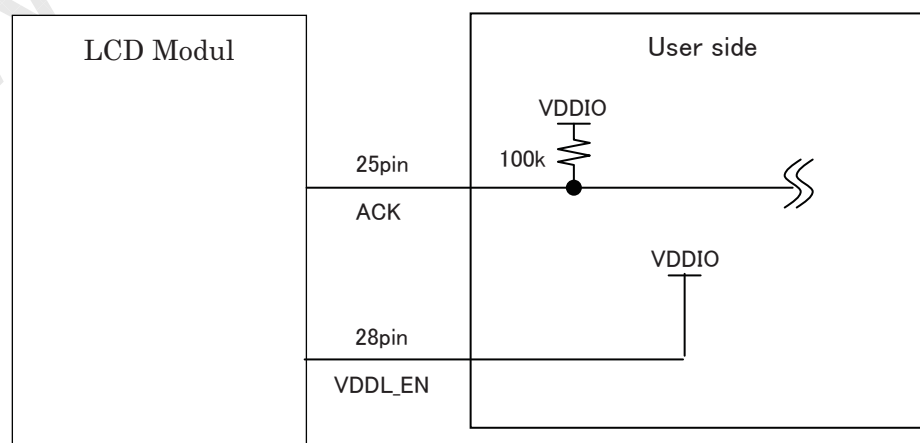 LCD Modul
User side
VDDIO
100k
25pin
ACK
VDDIO
28pin
VDDL_EN